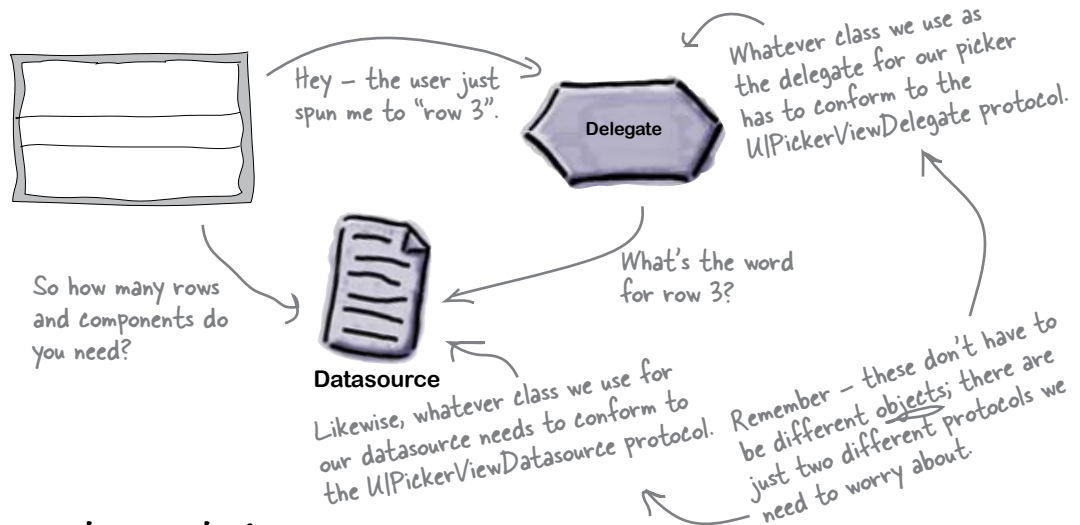 Hey – the user just
spun me to "row 3".
Delegate
Whatever class we use as
the delegate for our picker
has to conform to the
UIPickerViewDelegate protocol.
So how many rows
and components do
you need?
What's the word
for row 3?
Datasource
Likewise, whatever class we use for
our datasource needs to conform to
the UIPickerViewDatasource protocol.
Remember – these don't have to
be different objects; there are
just two different protocols we
need to worry about.